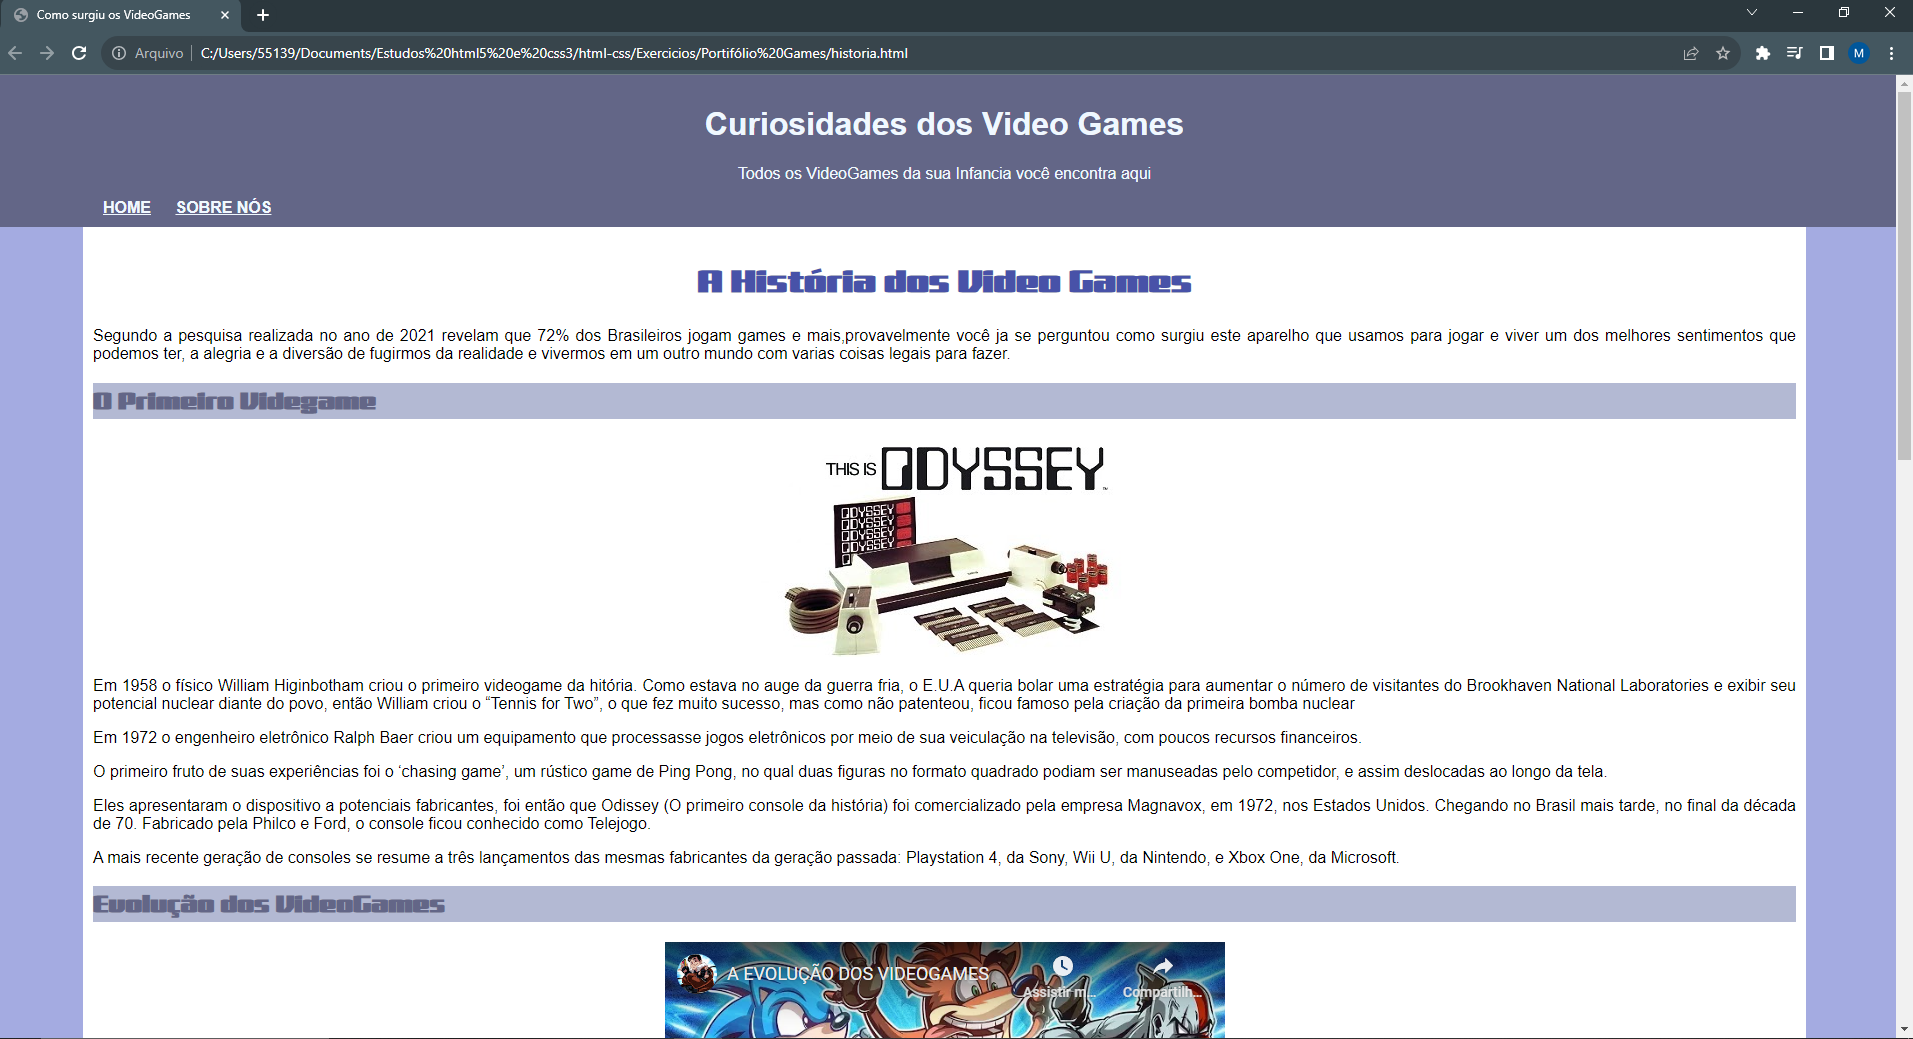 Como surgiu os VideoGames
Arquivo
C:/Users/55139/Documents/Estudos%20html5%20e%20css3/html-css/Exercicios/Portifólio%20Games/historia.html
M
Curiosidades dos Video Games
Todos os VideoGames da sua Infancia você encontra aqui
HOME SOBRE NÓS
A História dos Video Games
Segundo a pesquisa realizada no ano de 2021 revelam que 72% dos Brasileiros jogam games e mais,provavelmente você ja se perguntou como surgiu este aparelho que usamos para jogar e viver um dos melhores sentimentos que
podemos ter, a alegria e a diversão de fugirmos da realidade e vivermos em um outro mundo com varias coisas legais para fazer.
O Primeiro Videgame
THIS IS ODYSSEY™
ODYSSEY
ODYSSEY
ODYSSEY
ODYSSEY
Em 1958 o físico William Higinbotham criou o primeiro videogame da hitória. Como estava no auge da guerra fria, o E.U.A queria bolar uma estratégia para aumentar o número de visitantes do Brookhaven National Laboratories e exibir seu
potencial nuclear diante do povo, então William criou o “Tennis for Two”, o que fez muito sucesso, mas como não patenteou, ficou famoso pela criação da primeira bomba nuclear
Em 1972 o engenheiro eletrônico Ralph Baer criou um equipamento que processasse jogos eletrônicos por meio de sua veiculação na televisão, com poucos recursos financeiros.
O primeiro fruto de suas experiências foi o ‘chasing game’, um rústico game de Ping Pong, no qual duas figuras no formato quadrado podiam ser manuseadas pelo competidor, e assim deslocadas ao longo da tela.
Eles apresentaram o dispositivo a potenciais fabricantes, foi então que Odissey (O primeiro console da história) foi comercializado pela empresa Magnavox, em 1972, nos Estados Unidos. Chegando no Brasil mais tarde, no final da década
de 70. Fabricado pela Philco e Ford, o console ficou conhecido como Telejogo.
A mais recente geração de consoles se resume a três lançamentos das mesmas fabricantes da geração passada: Playstation 4, da Sony, Wii U, da Nintendo, e Xbox One, da Microsoft.
Evolução dos VideoGames
A EVOLUÇÃO DOS VIDEOGAMES
Assistir m... Compartilh...